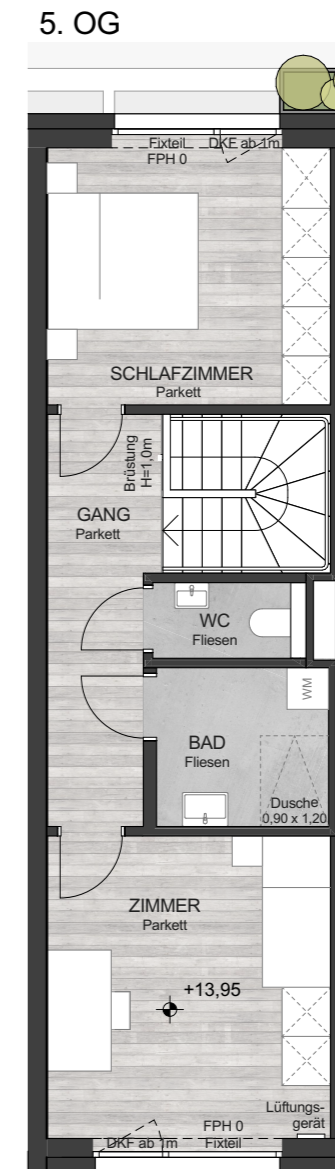 5. OG
Fixteil DKF ab 1m
FPH 0
SCHLAFZIMMER
Parkett
Brüstung
H=1,0m
GANG
Parkett
WC
Fliesen
WM
BAD
Fliesen
Dusche
0,90 x 1,20
ZIMMER
Parkett
+13,95
Lüftungs-
gerät
FPH 0
DKF ab 1m Fixteil